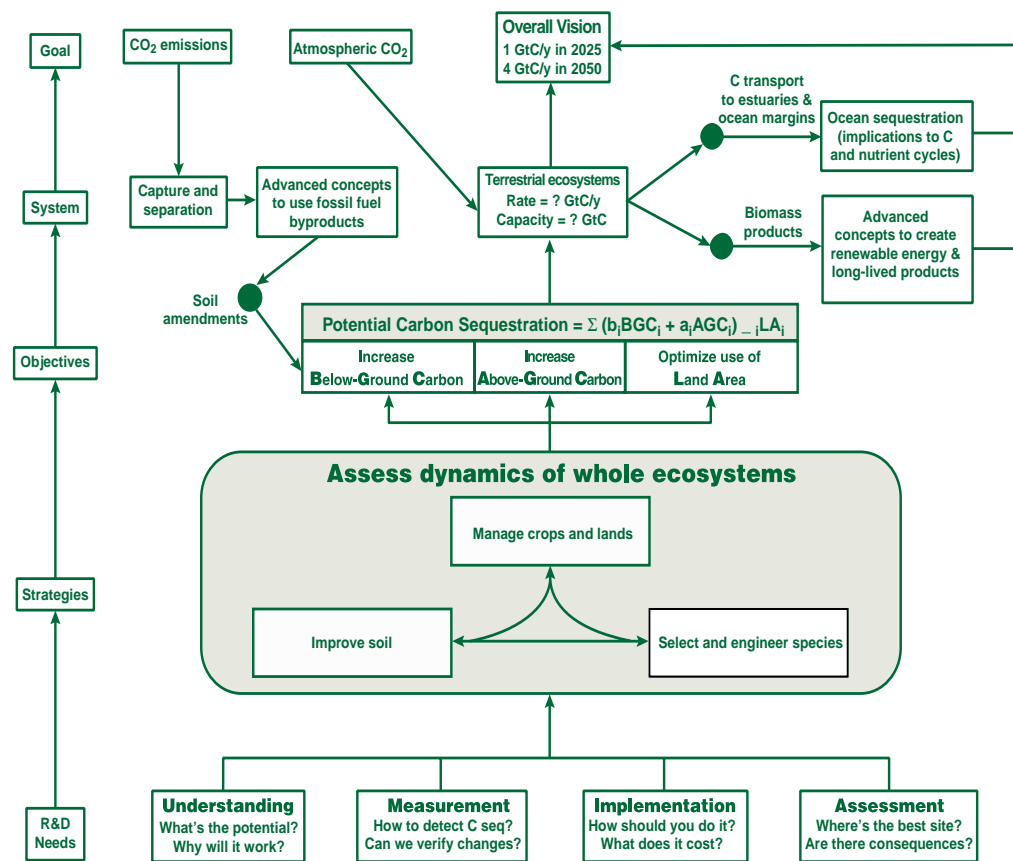 Goal
System
Objectives
Strategies
R&D
Needs
CO₂ emissions
Atmospheric CO₂
Overall Vision
1 GtC/y in 2025
4 GtC/y in 2050
C transport
to estuaries &
ocean margins
Ocean sequestration
(implications to C
and nutrient cycles)
Capture and
separation
Advanced concepts
to use fossil fuel
byproducts
Terrestrial ecosystems
Rate = ? GtC/y
Capacity = ? GtC
Biomass
products
Advanced
concepts to create
renewable energy &
long-lived products
Soil
amendments
Potential Carbon Sequestration = Σ (bᵢBGCᵢ + aᵢAGCᵢ) _ ᵢLAᵢ
Increase
Below-Ground Carbon
Increase
Above-Ground Carbon
Optimize use of
Land Area
Assess dynamics of whole ecosystems
Manage crops and lands
Improve soil
Select and engineer species
Understanding
What's the potential?
Why will it work?
Measurement
How to detect C seq?
Can we verify changes?
Implementation
How should you do it?
What does it cost?
Assessment
Where's the best site?
Are there consequences?